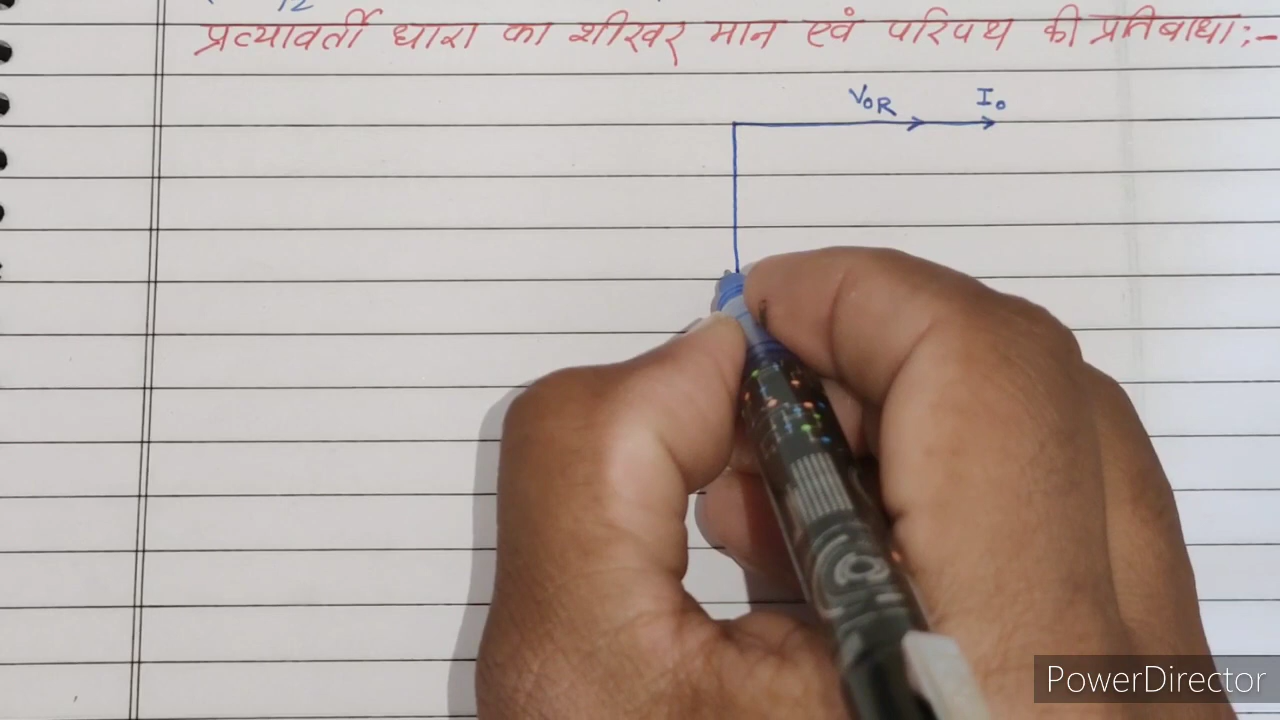 प्रत्यावर्ती धारा का शीखर मान एवं परिपथ की प्रतिबाधा :-
V₀R I₀
PowerDirector